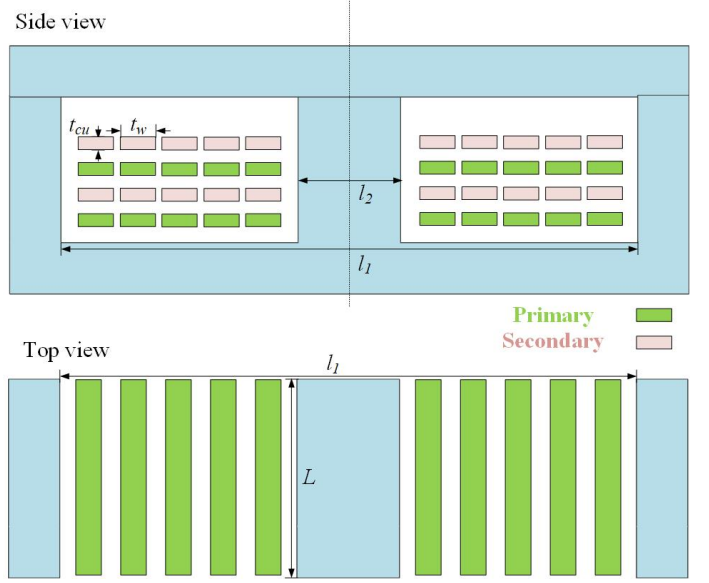 Side view
t_cu t_w
l_2
l_1
Primary
Secondary
Top view
l_1
L